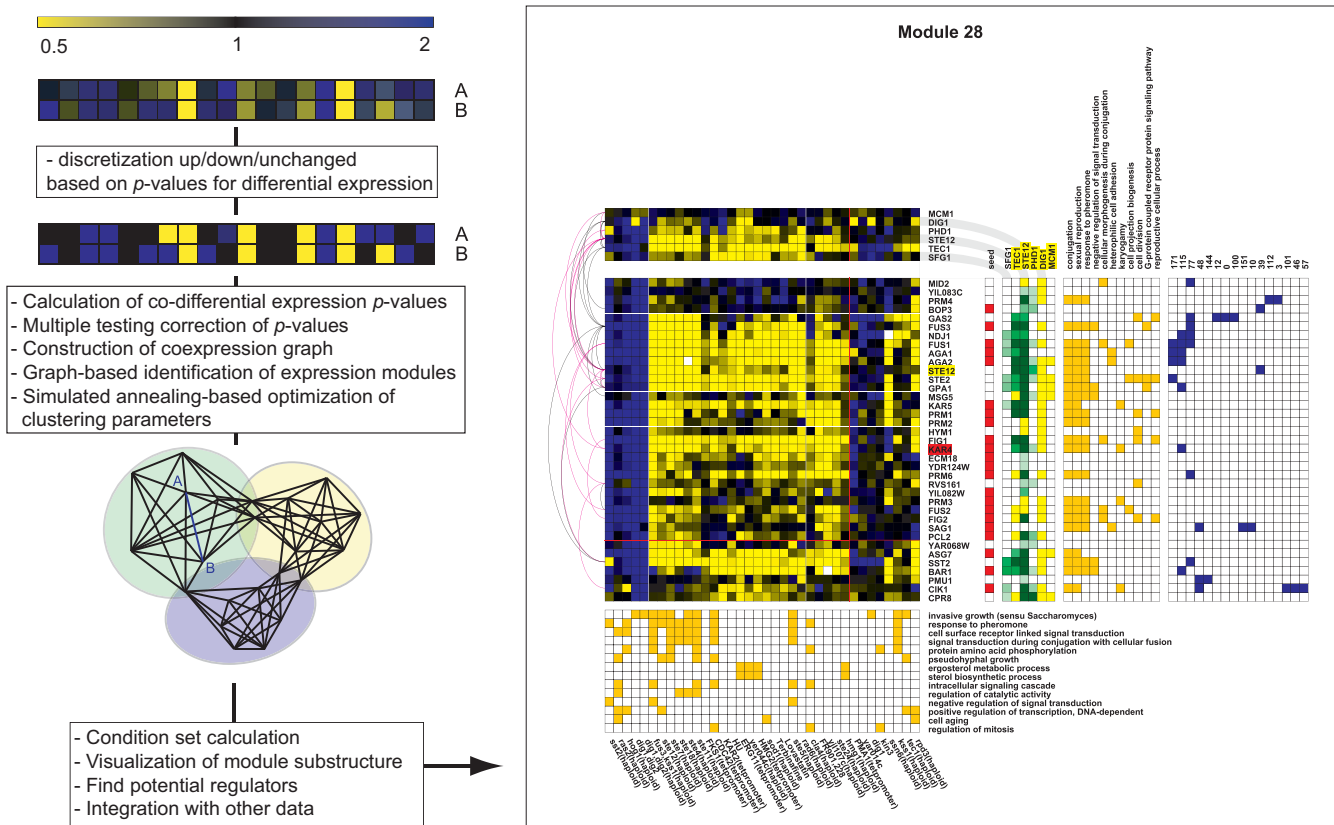 0.5
1
2
A
B
- discretization up/down/unchanged
based on p-values for differential expression
A
B
- Calculation of co-differential expression p-values
- Multiple testing correction of p-values
- Construction of coexpression graph
- Graph-based identification of expression modules
- Simulated annealing-based optimization of
clustering parameters
A
B
- Condition set calculation
- Visualization of module substructure
- Find potential regulators
- Integration with other data
Module 28
MCM1
DIG1
PHD1
STE12
TEC1
SFG1
seed
SFG1
TEC1
STE12
PHD1
DIG1
MCM1
conjugation
sexual reproduction
response to pheromone
negative regulation of signal transduction
cellular morphogenesis during conjugation
heterophilic cell adhesion
karyogamy
cell projection biogenesis
cell division
G-protein coupled receptor protein signaling pathway
reproductive cellular process
171
115
77
48
144
12
0
100
151
10
39
112
3
101
46
57
MID2
YIL083C
PRM4
BOP3
GAS2
FUS3
NDJ1
FUS1
AGA1
AGA2
STE12
STE2
GPA1
MSG5
KAR5
PRM1
PRM2
HYM1
FIG1
KAR4
ECM18
YDR124W
PRM6
RVS161
YIL082W
PRM3
FUS2
FIG2
SAG1
PCL2
YAR068W
ASG7
SST2
BAR1
PMU1
CIK1
CPR8
invasive growth (sensu Saccharomyces)
response to pheromone
cell surface receptor linked signal transduction
signal transduction during conjugation with cellular fusion
protein amino acid phosphorylation
pseudohyphal growth
ergosterol metabolic process
sterol biosynthetic process
intracellular signaling cascade
regulation of catalytic activity
negative regulation of signal transduction
positive regulation of transcription, DNA-dependent
cell aging
regulation of mitosis